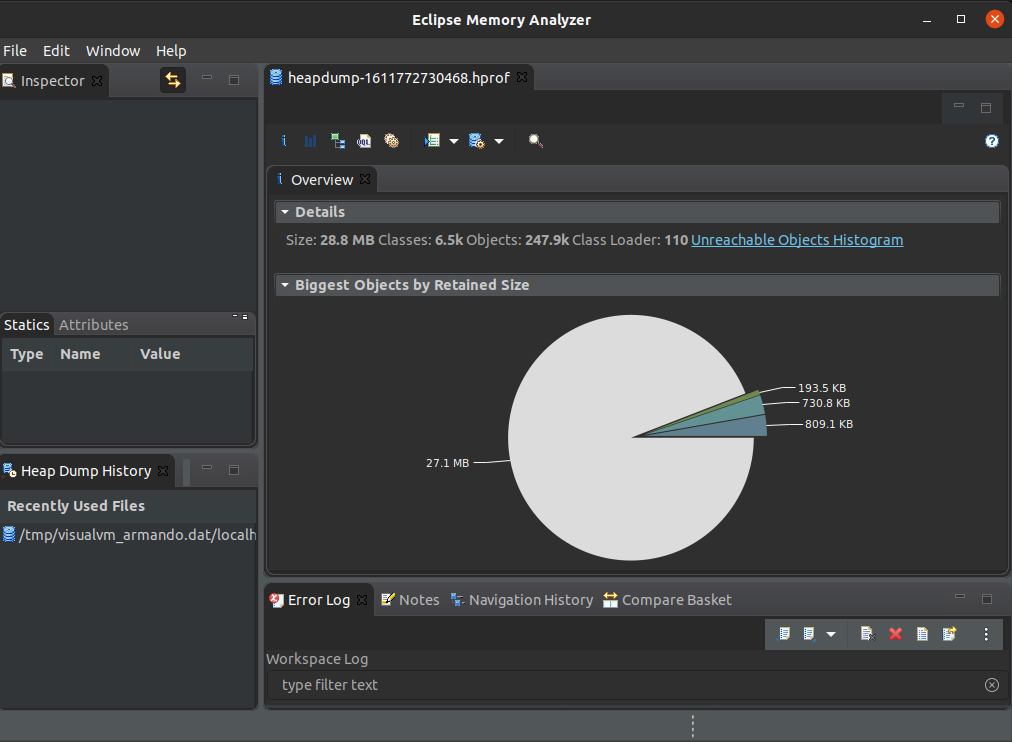 Eclipse Memory Analyzer
File Edit Window Help
Inspector
Statics Attributes
Type Name Value
Heap Dump History
Recently Used Files
/tmp/visualvm_armando.dat/localh
heapdump-1611772730468.hprof
i OQL ?
i Overview
Details
Size: 28.8 MB Classes: 6.5k Objects: 247.9k Class Loader: 110 Unreachable Objects Histogram
Biggest Objects by Retained Size
193.5 KB
730.8 KB
809.1 KB
27.1 MB
Error Log Notes Navigation History Compare Basket
Workspace Log
type filter text